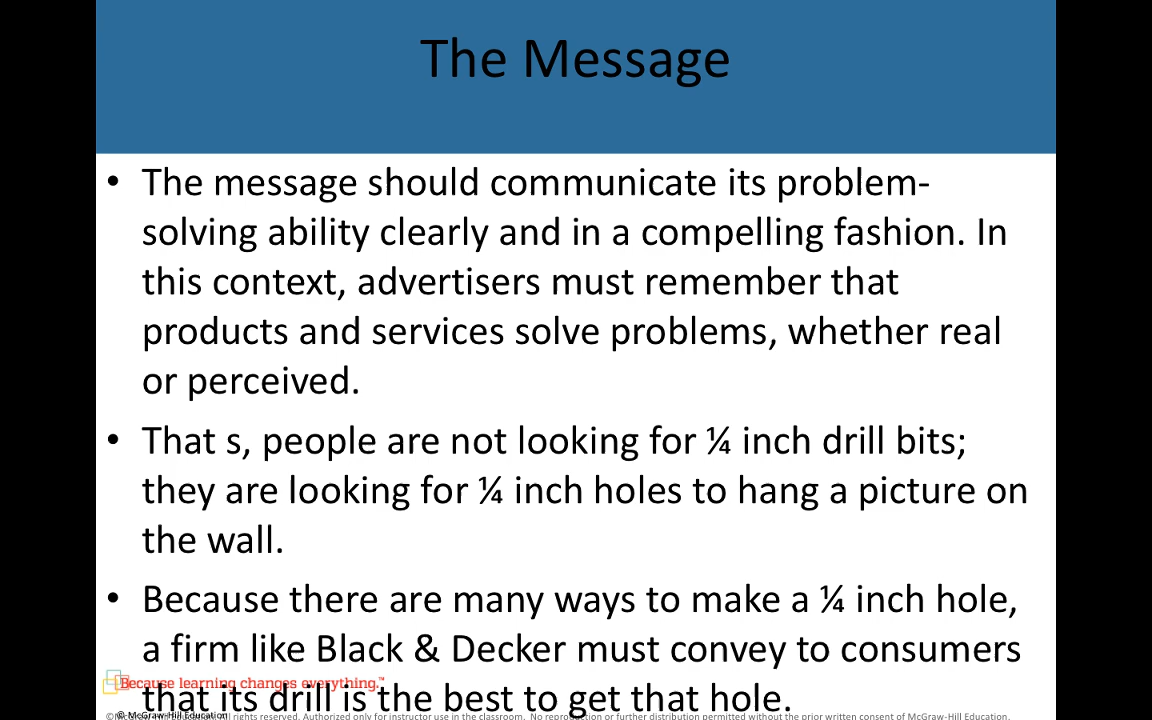 The Message
• The message should communicate its problem-
solving ability clearly and in a compelling fashion. In
this context, advertisers must remember that
products and services solve problems, whether real
or perceived.
• That s, people are not looking for ¼ inch drill bits;
they are looking for ¼ inch holes to hang a picture on
the wall.
• Because there are many ways to make a ¼ inch hole,
a firm like Black & Decker must convey to consumers
that its drill is the best to get that hole.
Because learning changes everything.™
© McGraw-Hill Education
©McGraw-Hill Education. All rights reserved. Authorized only for instructor use in the classroom. No reproduction or further distribution permitted without the prior written consent of McGraw-Hill Education.